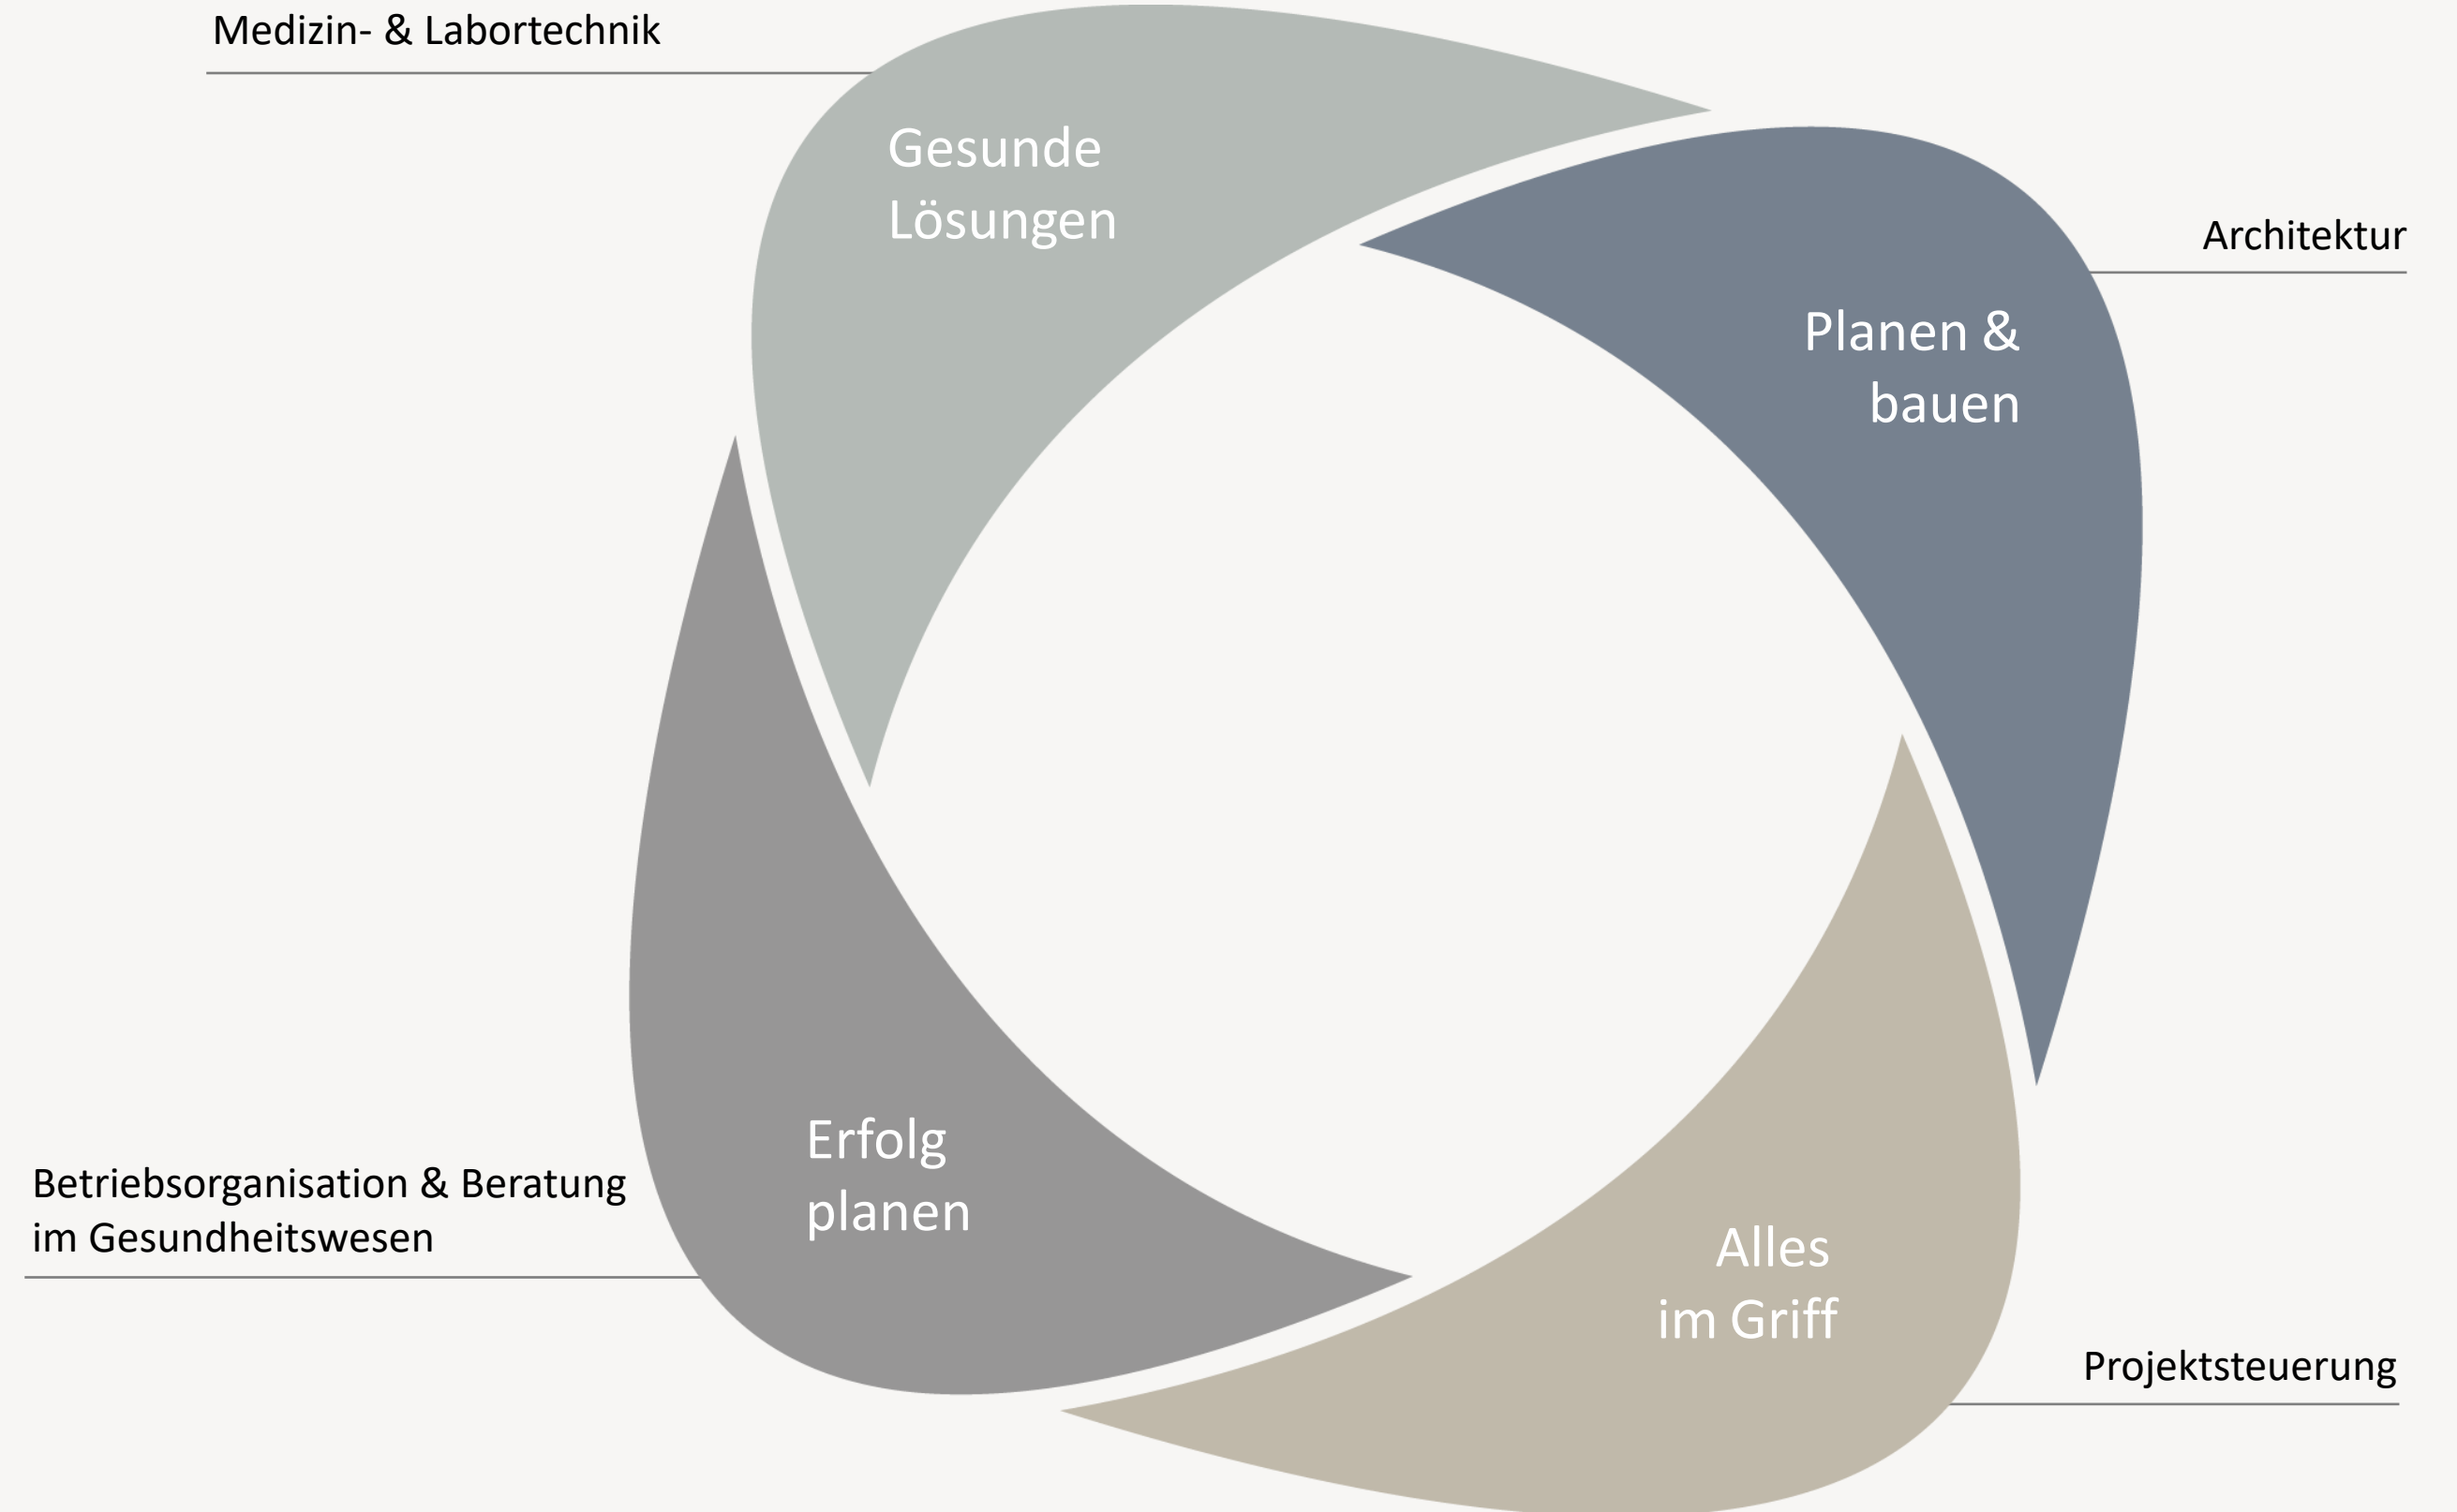 Medizin- & Labortechnik
Gesunde
Lösungen
Architektur
Planen &
bauen
Erfolg
planen
Betriebsorganisation & Beratung
im Gesundheitswesen
Alles
im Griff
Projektsteuerung